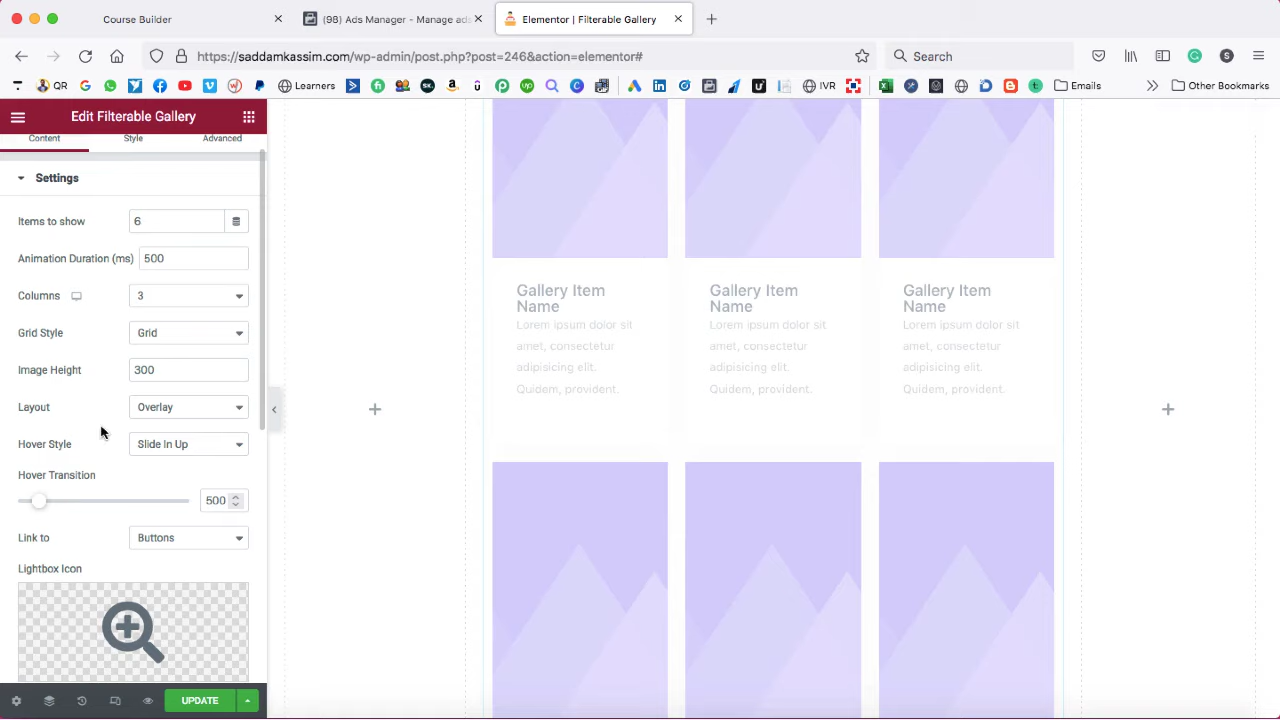 Course Builder
(98) Ads Manager - Manage ads
Elementor | Filterable Gallery
https://saddamkassim.com/wp-admin/post.php?post=246&action=elementor#
Search
S
QR
Learners
IVR
Emails
Other Bookmarks
Edit Filterable Gallery
Content
Style
Advanced
Settings
Items to show
6
Animation Duration (ms)
500
Columns
3
Grid Style
Grid
Image Height
300
Layout
Overlay
Hover Style
Slide In Up
Hover Transition
500
Link to
Buttons
Lightbox Icon
UPDATE
Gallery Item
Name
Lorem ipsum dolor sit
amet, consectetur
adipisicing elit.
Quidem, provident.
Gallery Item
Name
Lorem ipsum dolor sit
amet, consectetur
adipisicing elit.
Quidem, provident.
Gallery Item
Name
Lorem ipsum dolor sit
amet, consectetur
adipisicing elit.
Quidem, provident.